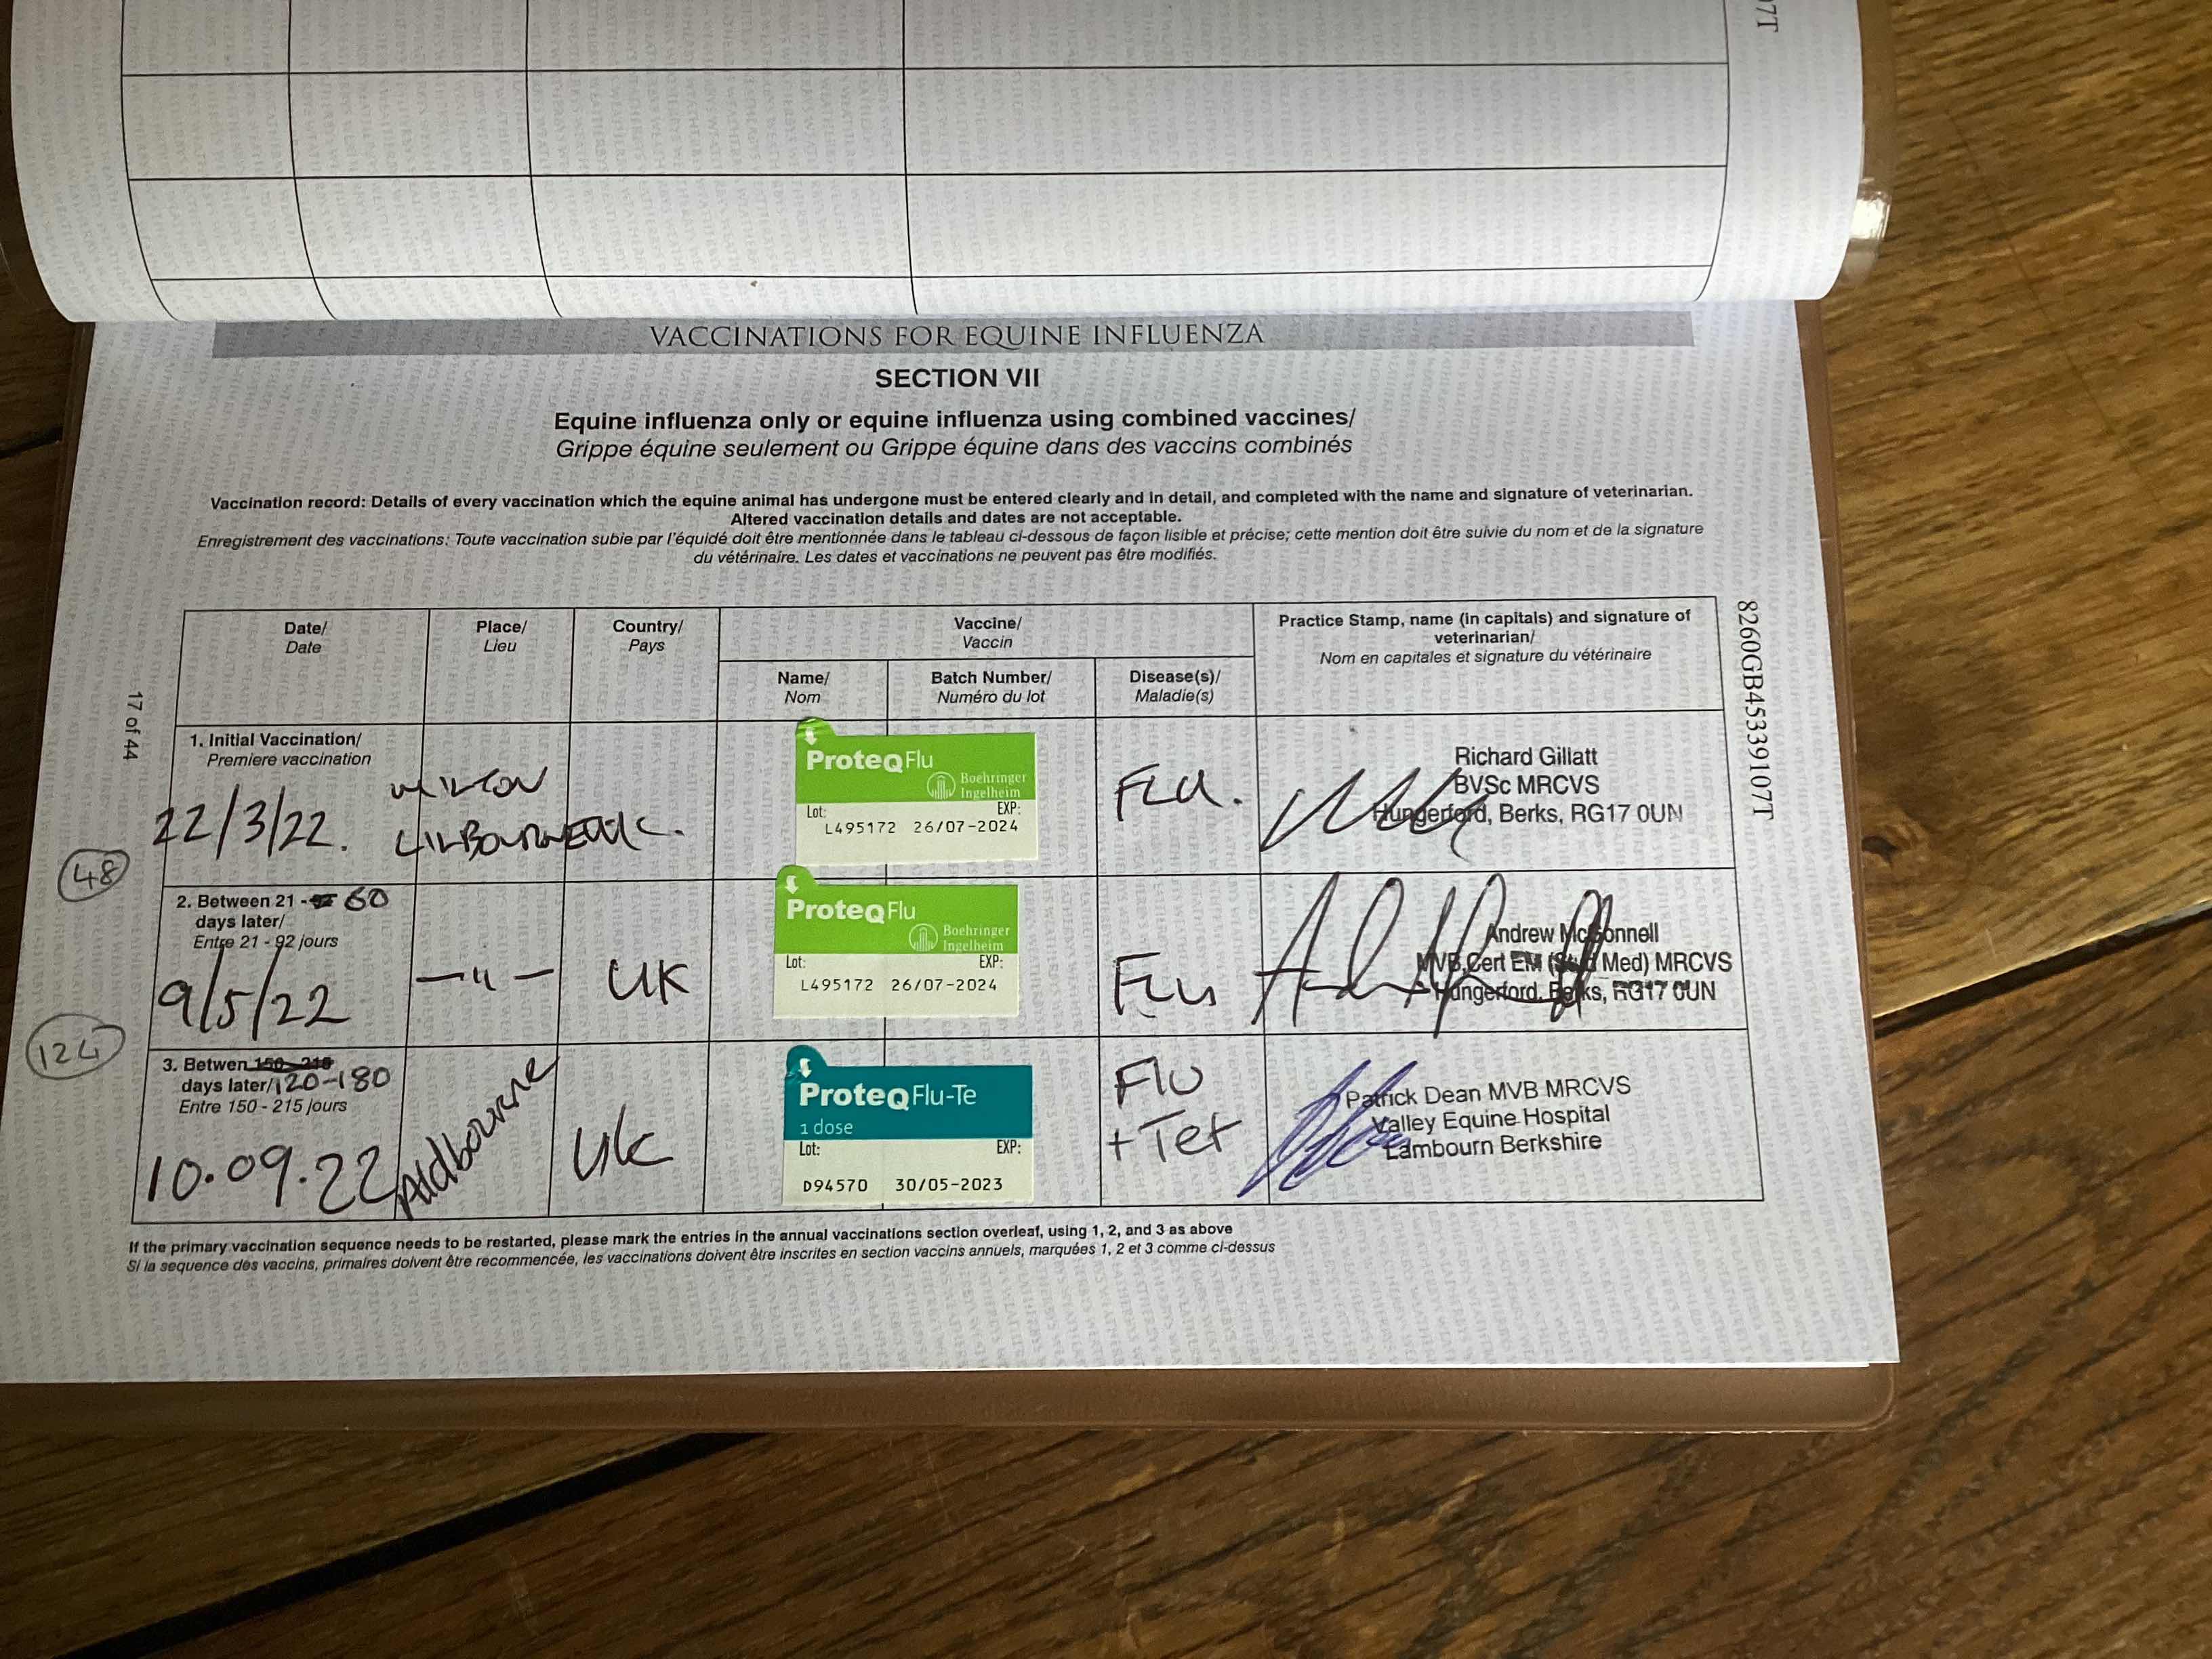 07T
VACCINATIONS FOR EQUINE INFLUENZA
SECTION VII
Equine influenza only or equine influenza using combined vaccines/
Grippe équine seulement ou Grippe équine dans des vaccins combinés
Vaccination record: Details of every vaccination which the equine animal has undergone must be entered clearly and in detail, and completed with the name and signature of veterinarian.
Altered vaccination details and dates are not acceptable.
Enregistrement des vaccinations: Toute vaccination subie par l'équidé doit être mentionnée dans le tableau ci-dessous de façon lisible et précise; cette mention doit être suivie du nom et de la signature
du vétérinaire. Les dates et vaccinations ne peuvent pas être modifiés.
Date/
Date
Place/
Lieu
Country/
Pays
Vaccine/
Vaccin
Name/
Nom
Batch Number/
Numéro du lot
Disease(s)/
Maladie(s)
Practice Stamp, name (in capitals) and signature of
veterinarian/
Nom en capitales et signature du vétérinaire
8260GB45339107T
17 of 44
1. Initial Vaccination/
Premiere vaccination
22/3/22.
MILTON
LILBOURNE
UK.
ProteqFlu
Boehringer
Ingelheim
Lot: EXP:
L495172 26/07-2024
FLU.
Richard Gillatt
BVSc MRCVS
Hungerford, Berks, RG17 0UN
48
2. Between 21 - 92 60
days later/
Entre 21 - 92 jours
9/5/22
—"—
UK
ProteqFlu
Boehringer
Ingelheim
Lot: EXP:
L495172 26/07-2024
FLU
Andrew McGonnell
MVB,Cert EM (Stud Med) MRCVS
Hungerford, Berks, RG17 0UN
124
3. Betwen 150 - 215
days later/ 120-180
Entre 150 - 215 jours
10.09.22
Aldbourne
UK
ProteqFlu-Te
1 dose
Lot: EXP:
D94570 30/05-2023
Flu
+ Tet
Patrick Dean MVB MRCVS
Valley Equine Hospital
Lambourn Berkshire
If the primary vaccination sequence needs to be restarted, please mark the entries in the annual vaccinations section overleaf, using 1, 2, and 3 as above
Si la sequence des vaccins, primaires doivent être recommencée, les vaccinations doivent être inscrites en section vaccins annuels, marquées 1, 2 et 3 comme ci-dessus